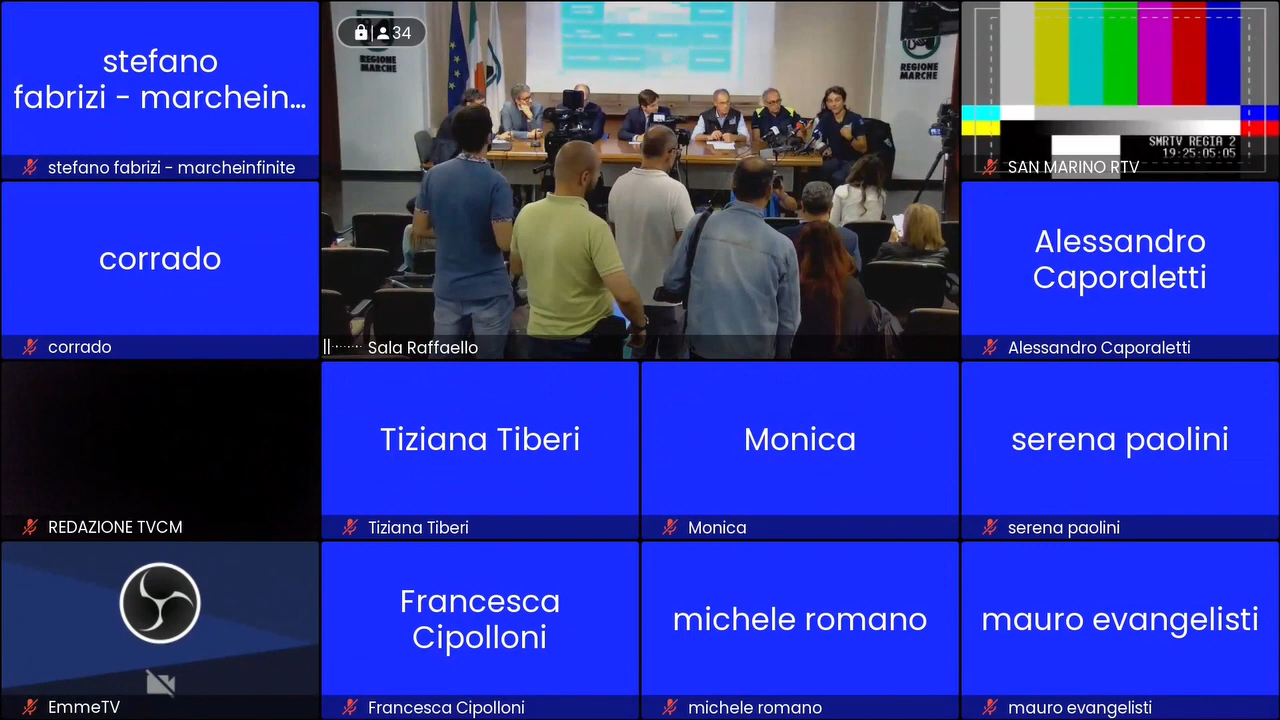 stefano
fabrizi - marchein...
stefano fabrizi - marcheinfinite
34
REGIONE
MARCHE
REGIONE
MARCHE
Sala Raffaello
SMRTV REGIA 2
19:25:05:05
SAN MARINO RTV
corrado
corrado
Alessandro
Caporaletti
Alessandro Caporaletti
REDAZIONE TVCM
Tiziana Tiberi
Tiziana Tiberi
Monica
Monica
serena paolini
serena paolini
EmmeTV
Francesca
Cipolloni
Francesca Cipolloni
michele romano
michele romano
mauro evangelisti
mauro evangelisti